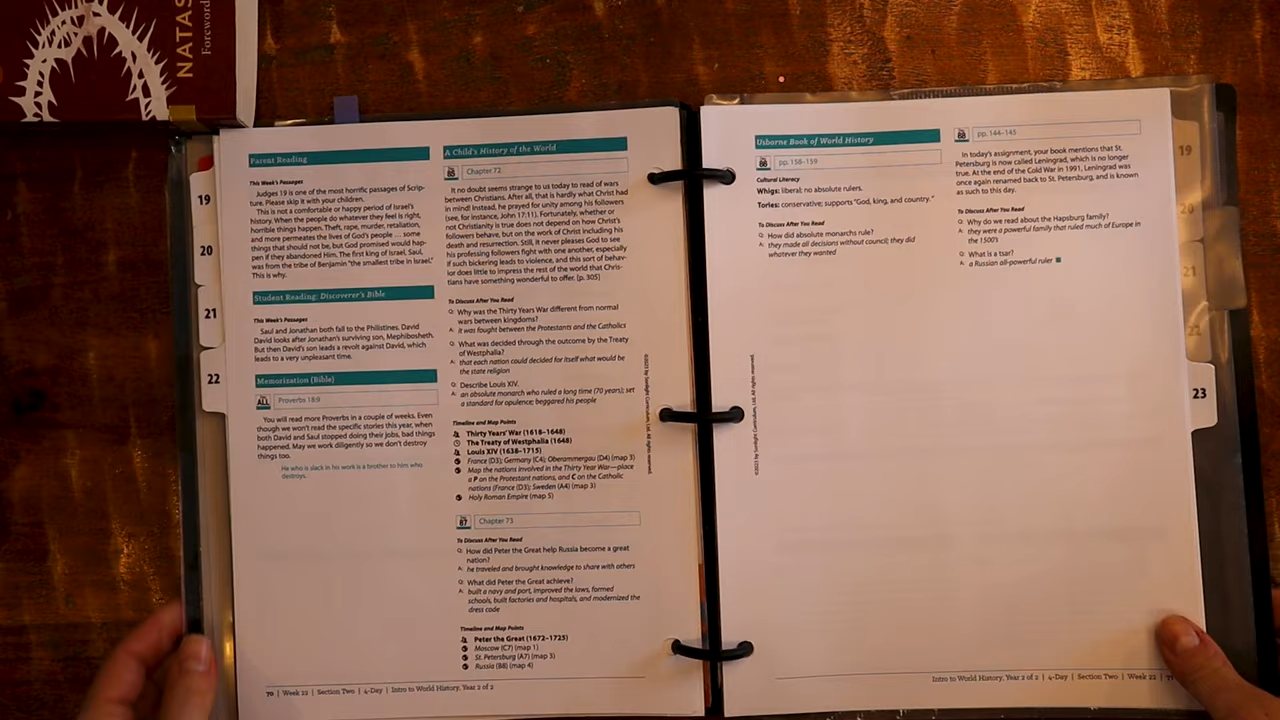 NATAS
Foreword
19
20
21
22
Parent Reading
This Week's Passages
Judges 19 is one of the most horrific passages of Scrip-
ture. Please skip it with your children.
This is not a comfortable or happy period of Israel's
history. When the people do whatever they feel is right,
horrible things happen. Theft, rape, murder, retaliation,
and more permeates the lives of God's people ... some
things that should not be, but God promised would hap-
pen if they abandoned Him. The first king of Israel, Saul,
was from the tribe of Benjamin "the smallest tribe in Israel."
This is why.
Student Reading: Discoverer's Bible
This Week's Passages
Saul and Jonathan both fall to the Philistines. David
David looks after Jonathan's surviving son, Mephibosheth.
But then David's son leads a revolt against David, which
leads to a very unpleasant time.
Memorization (Bible)
ALL
Proverbs 18:9
You will read more Proverbs in a couple of weeks. Even
though we won't read the specific stories this year, when
both David and Saul stopped doing their jobs, bad things
happened. May we work diligently so we don't destroy
things too.
He who is slack in his work is a brother to him who
destroys.
A Child's History of the World
85
Chapter 72
It no doubt seems strange to us today to read of wars
between Christians. After all, that is hardly what Christ had
in mind! Indeed, he prayed for unity among his followers
(see, for instance, John 17:11). Fortunately, whether or
not Christianity is true does not depend on how Christ's
followers behave, but on the work of Christ including his
death and resurrection. Still, it never pleases God to see
his professing followers fight with one another, especially
if such bickering leads to violence, and this sort of behav-
ior does little to impress the rest of the world that Chris-
tians have something wonderful to offer. [p. 305]
To Discuss After You Read
Q: Why was the Thirty Years War different from normal
wars between kingdoms?
A: it was fought between the Protestants and the Catholics
Q: What was decided through the outcome by the Treaty
of Westphalia?
A: that each nation could decided for itself what would be
the state religion
Q: Describe Louis XIV.
A: an absolute monarch who ruled a long time (70 years); set
a standard for opulence; beggared his people
Timeline and Map Points
Thirty Years' War (1618–1648)
The Treaty of Westphalia (1648)
Louis XIV (1638–1715)
France (D3); Germany (C4); Oberammergau (D4) (map 3)
Map the nations involved in the Thirty Year War—place
a P on the Protestant nations, and C on the Catholic
nations (France (D3); Sweden (A4) (map 3)
Holy Roman Empire (map 5)
87
Chapter 73
To Discuss After You Read
Q: How did Peter the Great help Russia become a great
nation?
A: he traveled and brought knowledge to share with others
Q: What did Peter the Great achieve?
A: built a navy and port, improved the laws, formed
schools, built factories and hospitals, and modernized the
dress code
Timeline and Map Points
Peter the Great (1672–1725)
Moscow (C7) (map 1)
St. Petersburg (A7) (map 3)
Russia (B8) (map 4)
©2023 by Sonlight Curriculum, Ltd. All rights reserved.
70 | Week 22 | Section Two | 4-Day | Intro to World History, Year 2 of 2
Usborne Book of World History
86
pp. 158–159
Cultural Literacy
Whigs: liberal; no absolute rulers.
Tories: conservative; supports "God, king, and country."
To Discuss After You Read
Q: How did absolute monarchs rule?
A: they made all decisions without council; they did
whatever they wanted
88
pp. 144–145
In today's assignment, your book mentions that St.
Petersburg is now called Leningrad, which is no longer
true. At the end of the Cold War in 1991, Leningrad was
once again renamed back to St. Petersburg, and is known
as such to this day.
To Discuss After You Read
Q: Why do we read about the Hapsburg family?
A: they were a powerful family that ruled much of Europe in
the 1500's
Q: What is a tsar?
A: a Russian all-powerful ruler
©2023 by Sonlight Curriculum, Ltd. All rights reserved.
Intro to World History, Year 2 of 2 | 4-Day | Section Two | Week 22 | 71
19
20
21
22
23